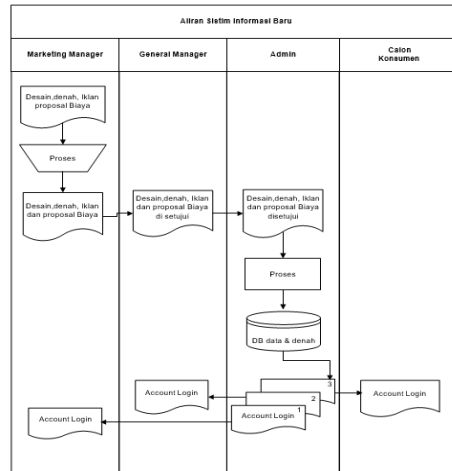 Aliran Sistim Informasi Baru
Marketing Manager
General Manager
Admin
Calon
Konsumen
Desain,denah, Iklan
proposal Biaya
Proses
Desain,denah, Iklan
dan proposal Biaya
Desain,denah, Iklan
dan proposal Biaya
di setujui
Desain,denah, Iklan
dan proposal Biaya
disetujui
Proses
DB data & denah
3
2
1
Account Login
Account Login
Account Login
Account Login